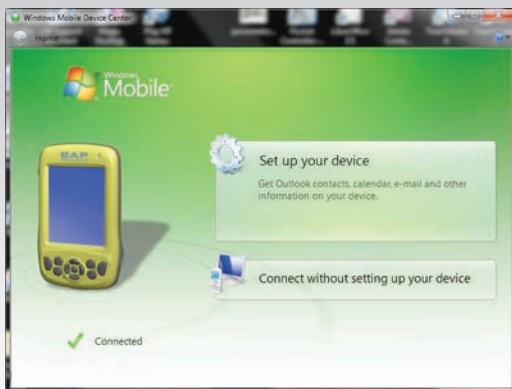 Windows Mobile Device Center
Home
Windows
Mobile
Set up your device
Get Outlook contacts, calendar, e-mail and other
information on your device.
Connect without setting up your device
Connected